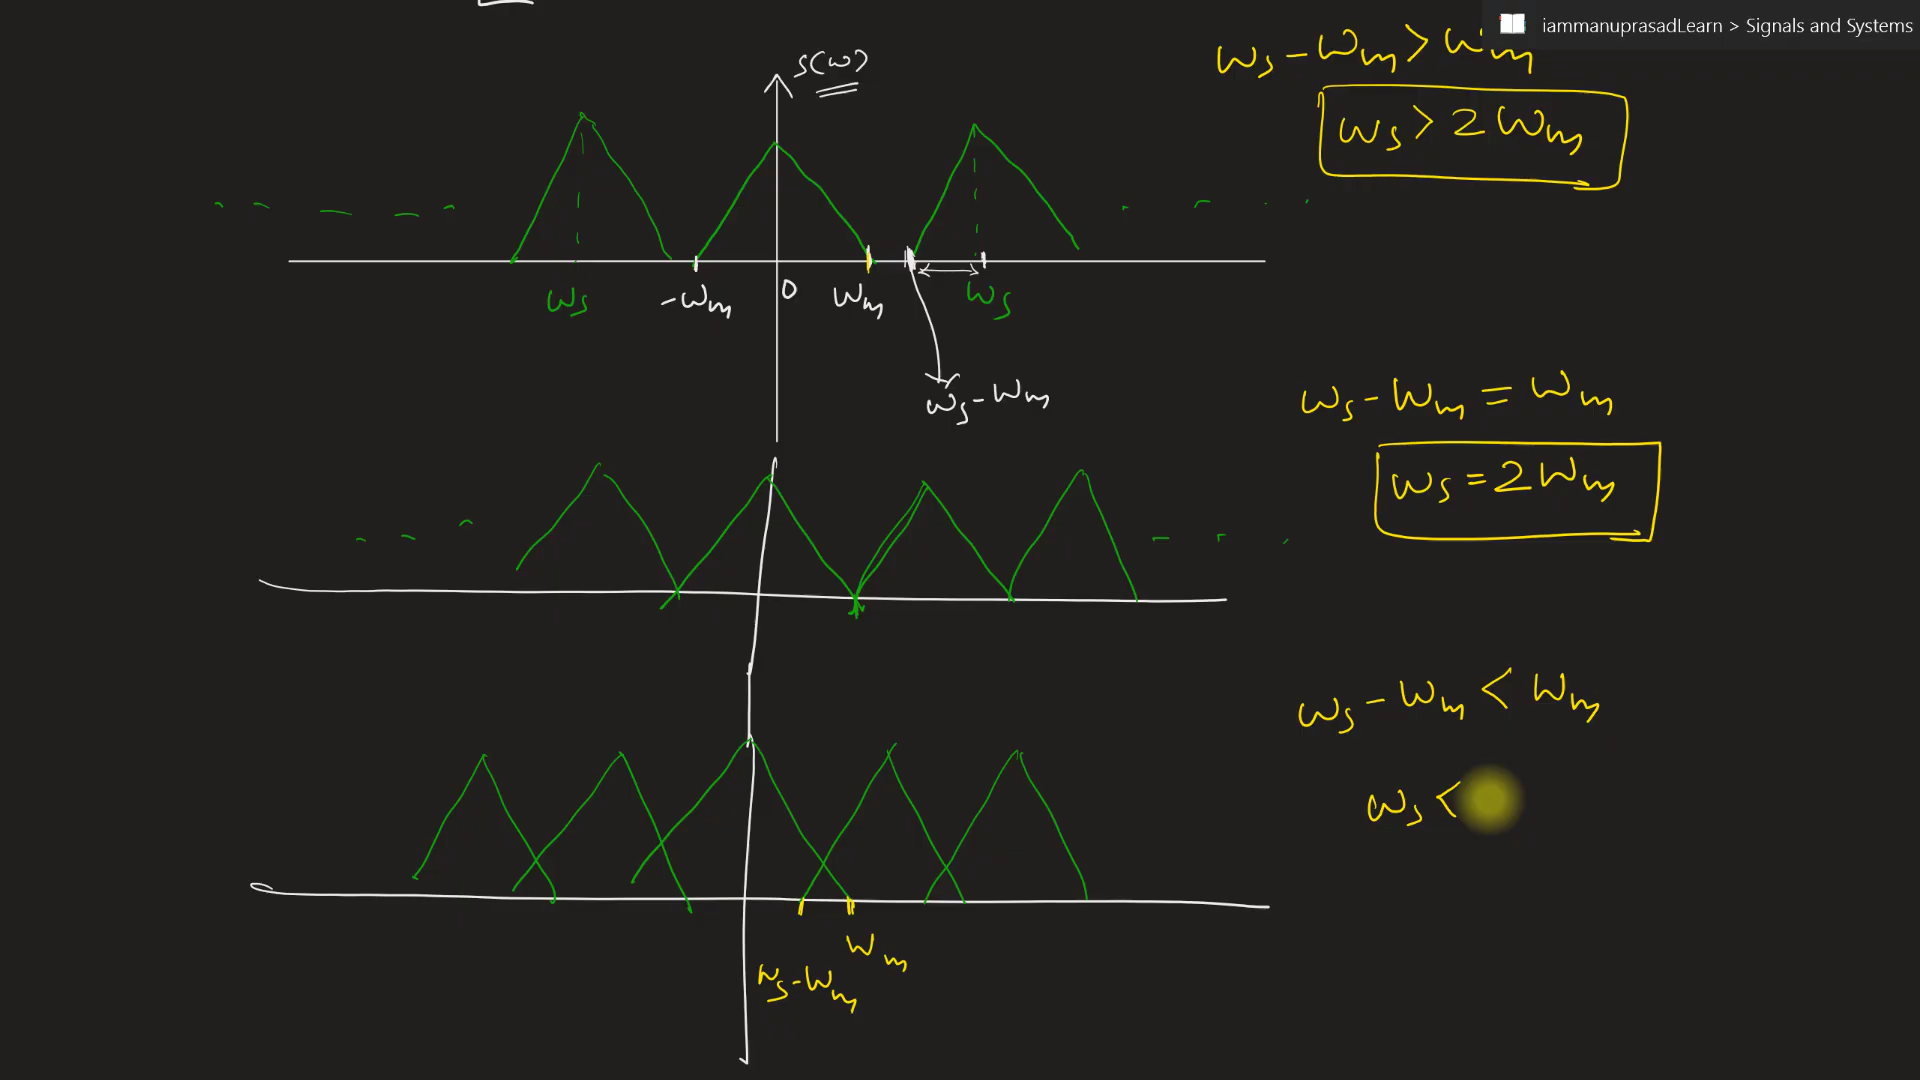 iammanuprasadLearn > Signals and Systems
ωs - ωm > ωm
ωs > 2ωm
s(ω)
ωs -ωm 0 ωm ωs
ωs - ωm
ωs - ωm = ωm
ωs = 2ωm
ωs - ωm < ωm
ωs <
ωm
ωs - ωm